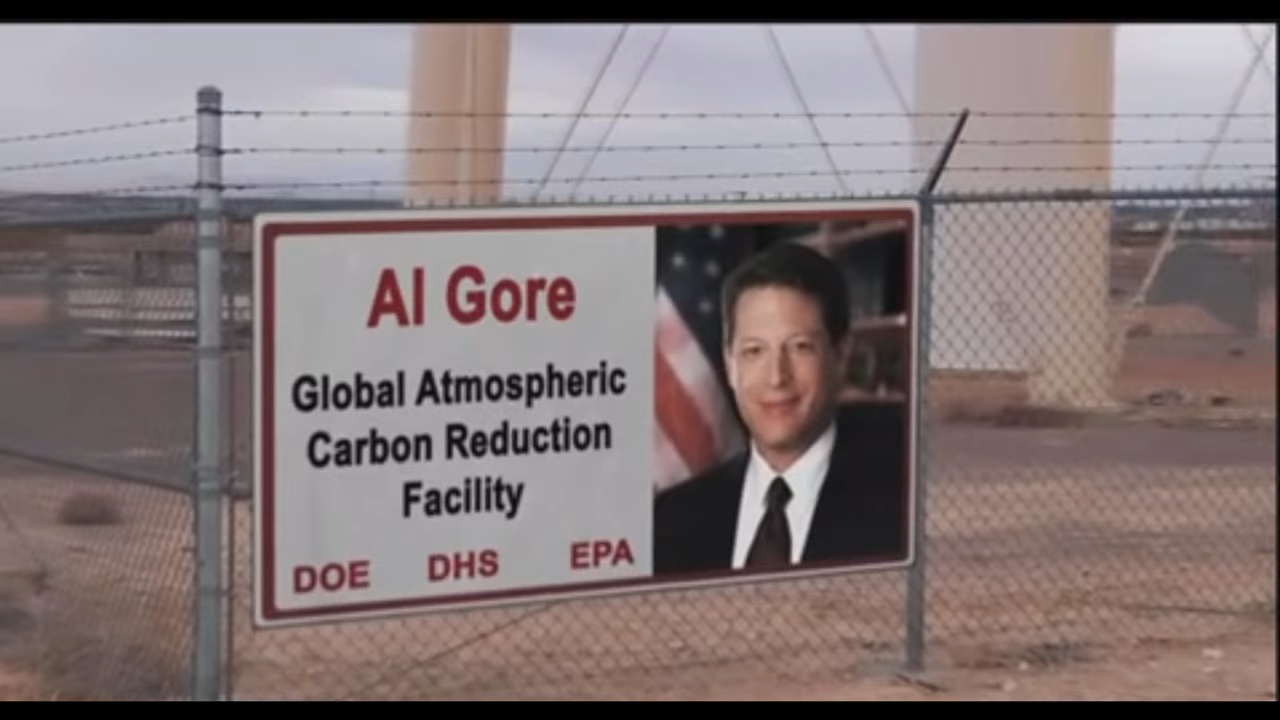 Al Gore
Global Atmospheric
Carbon Reduction
Facility
DOE DHS EPA